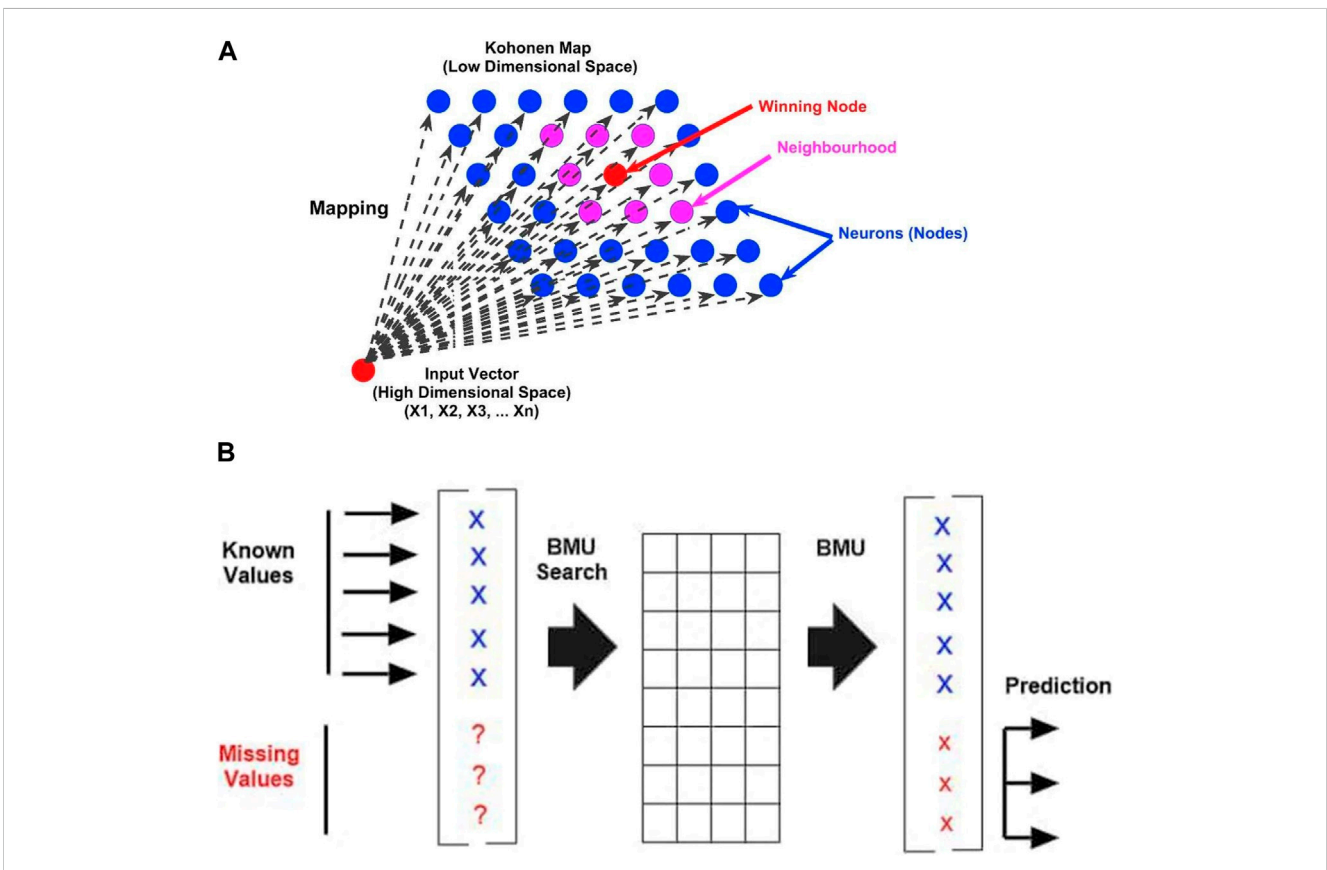 A
Kohonen Map
(Low Dimensional Space)
Winning Node
Neighbourhood
Mapping
Neurons (Nodes)
Input Vector
(High Dimensional Space)
(X1, X2, X3, ... Xn)
B
Known
Values
X
X
X
X
X
BMU
Search
BMU
X
X
X
X
X
Prediction
Missing
Values
?
?
?
x
x
x